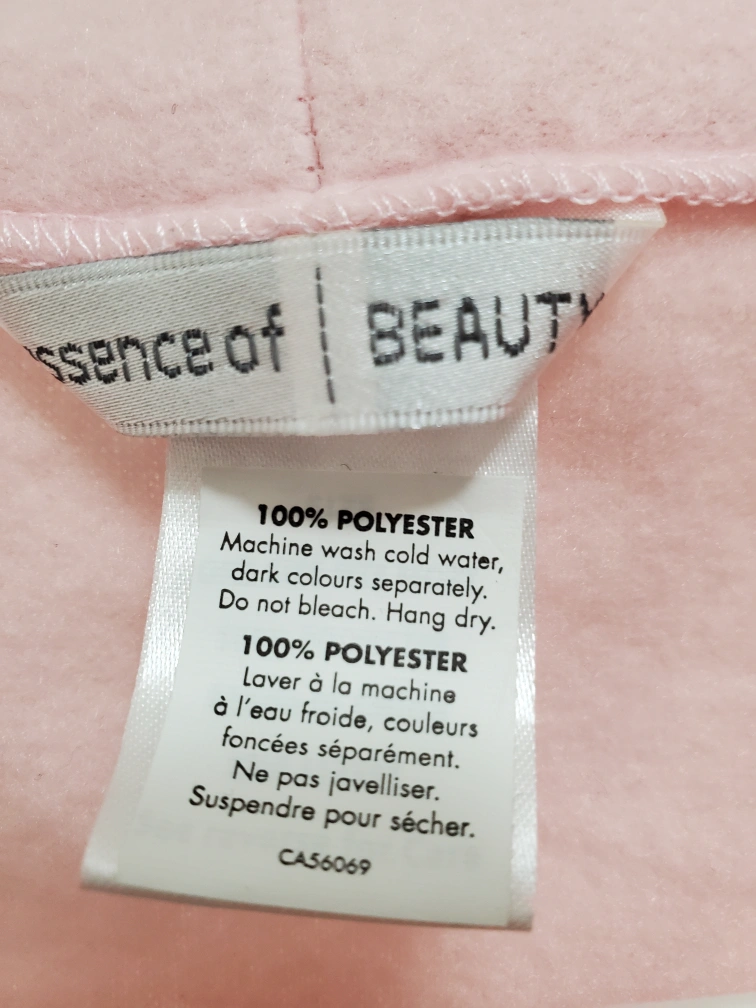 ssence of | BEAUTY
100% POLYESTER
Machine wash cold water,
dark colours separately.
Do not bleach. Hang dry.
100% POLYESTER
Laver à la machine
à l'eau froide, couleurs
foncées séparément.
Ne pas javelliser.
Suspendre pour sécher.
CA56069